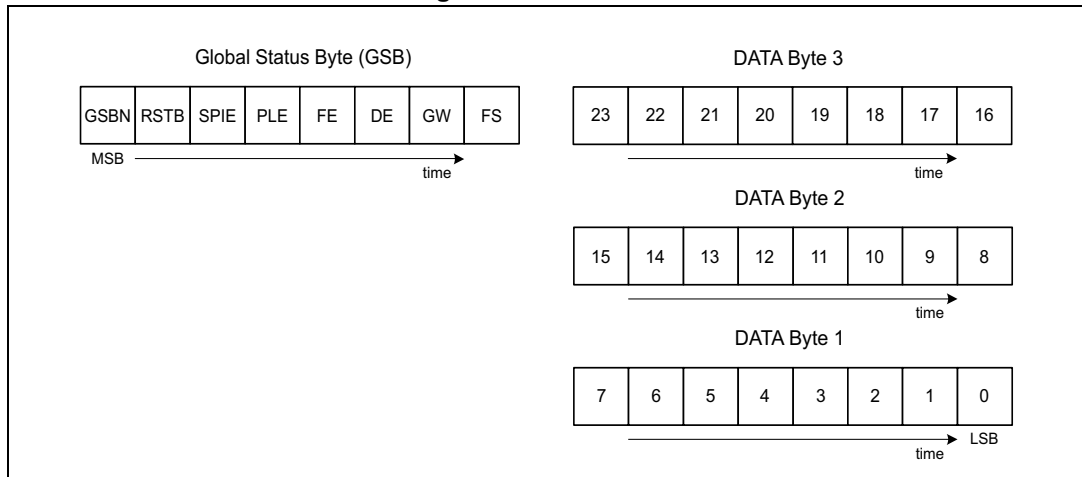 Global Status Byte (GSB)
GSBN RSTB SPIE PLE FE DE GW FS
MSB time
DATA Byte 3
23 22 21 20 19 18 17 16
time
DATA Byte 2
15 14 13 12 11 10 9 8
time
DATA Byte 1
7 6 5 4 3 2 1 0
time LSB